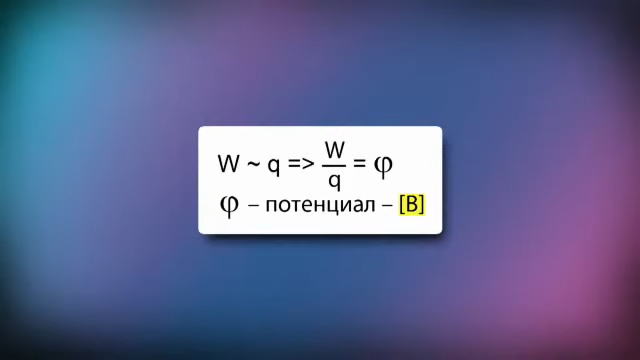 W ~ q => W/q = φ
φ – потенциал – [В]